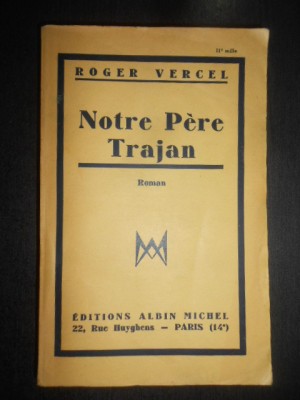 11e mille
ROGER VERCEL
Notre Père
Trajan
Roman
ÉDITIONS ALBIN MICHEL
22, Rue Huyghens — PARIS (14e)